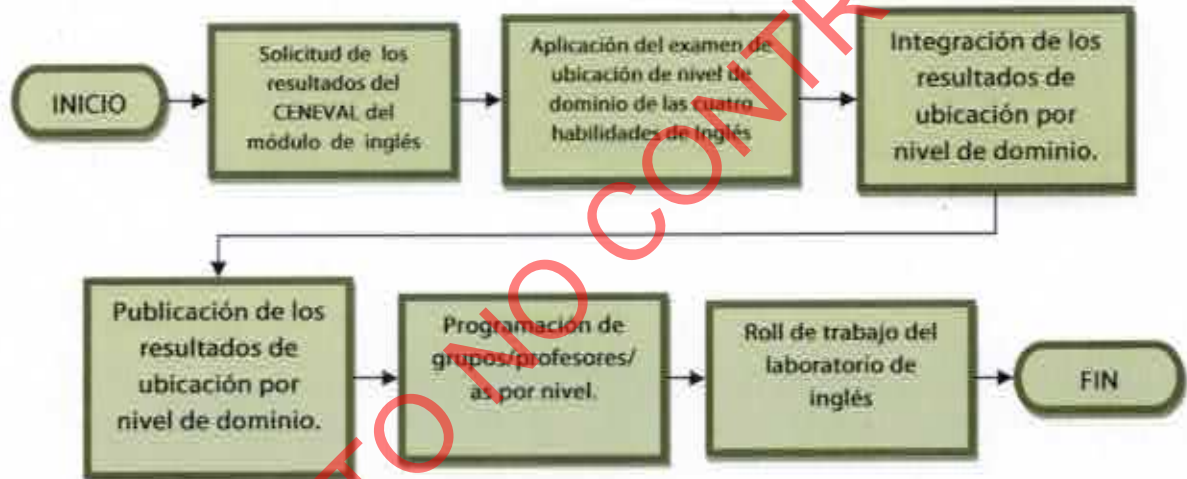 INICIO
Solicitud de los
resultados del
CENEVAL del
módulo de inglés
Aplicación del examen de
ubicación de nivel de
dominio de las cuatro
habilidades de Inglés
Integración de los
resultados de
ubicación por
nivel de dominio.
Publicación de los
resultados de
ubicación por
nivel de dominio.
Programación de
grupos/profesores/
as por nivel.
Roll de trabajo del
laboratorio de
inglés
FIN
TO NO CONTR